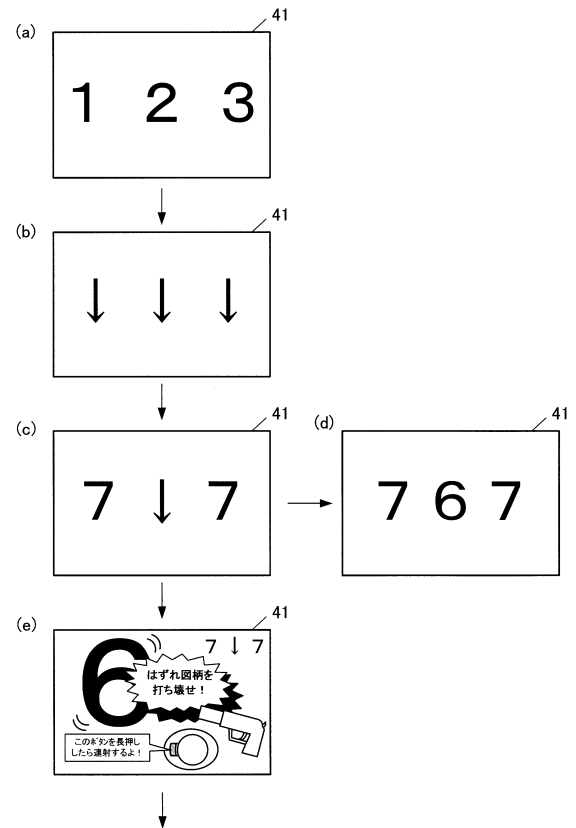 (a)
41
1 2 3
(b)
41
↓ ↓ ↓
(c)
41
7 ↓ 7
(d)
41
7 6 7
(e)
41
7 ↓ 7
6
はずれ図柄を
打ち壊せ！
このボタンを長押し
したら連射するよ！